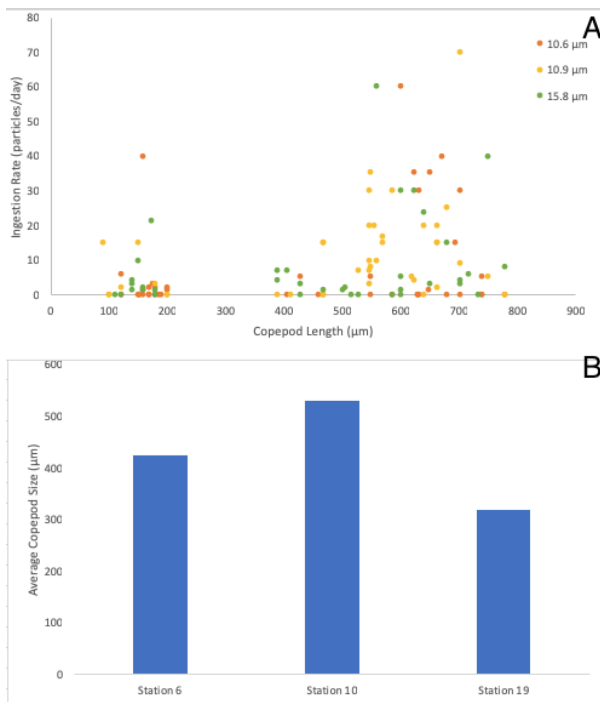 A
80
70
60
50
40
30
20
10
0
Ingestion Rate (particles/day)
10.6 μm
10.9 μm
15.8 μm
0 100 200 300 400 500 600 700 800 900
Copepod Length (μm)
B
600
500
400
300
200
100
0
Average Copepod Size (μm)
Station 6 Station 10 Station 19